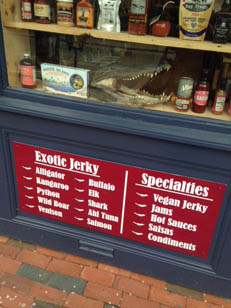 Exotic Jerky
Alligator
Kangaroo
Python
Wild Boar
Venison
Buffalo
Elk
Shark
Ahi Tuna
Salmon
Specialties
Vegan Jerky
Jams
Hot Sauces
Salsas
Condiments